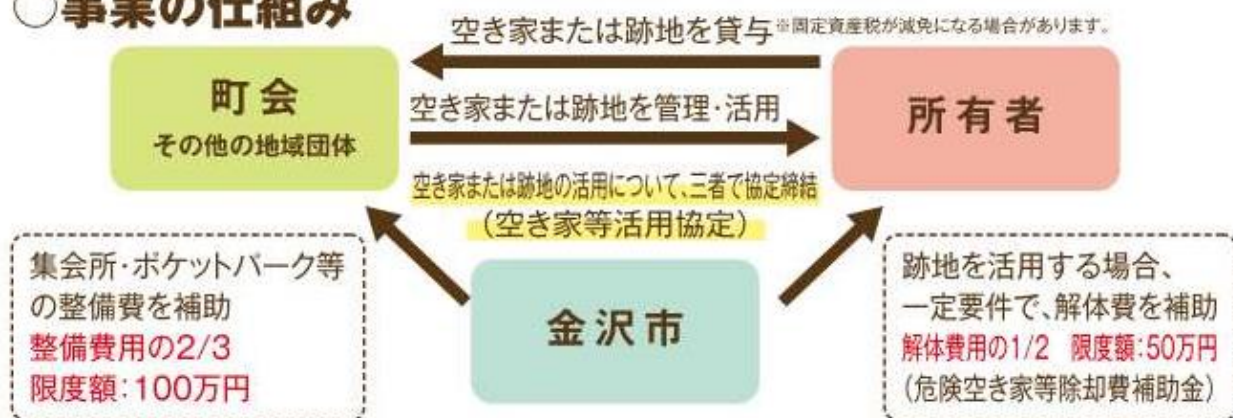 ○事業の仕組み
空き家または跡地を貸与※固定資産税が減免になる場合があります。
町会
その他の地域団体
空き家または跡地を管理・活用
所有者
空き家または跡地の活用について、三者で協定締結
(空き家等活用協定)
集会所・ポケットパーク等
の整備費を補助
整備費用の2/3
限度額:100万円
金沢市
跡地を活用する場合、
一定要件で、解体費を補助
解体費用の1/2 限度額:50万円
(危険空き家等除却費補助金)